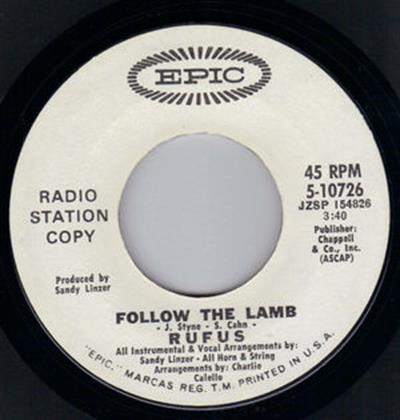 EPIC
RADIO
STATION
COPY
45 RPM
5-10726
JZSP 154826
3:40
Publisher:
Chappell
& Co., Inc.
(ASCAP)
Produced by
Sandy Linzer
FOLLOW THE LAMB
- J. Styne - S. Cahn -
RUFUS
All Instrumental & Vocal Arrangements by:
Sandy Linzer - All Horn & String
Arrangements by: Charlie
Calello
"EPIC," MARCAS REG. T.M. PRINTED IN U.S.A.